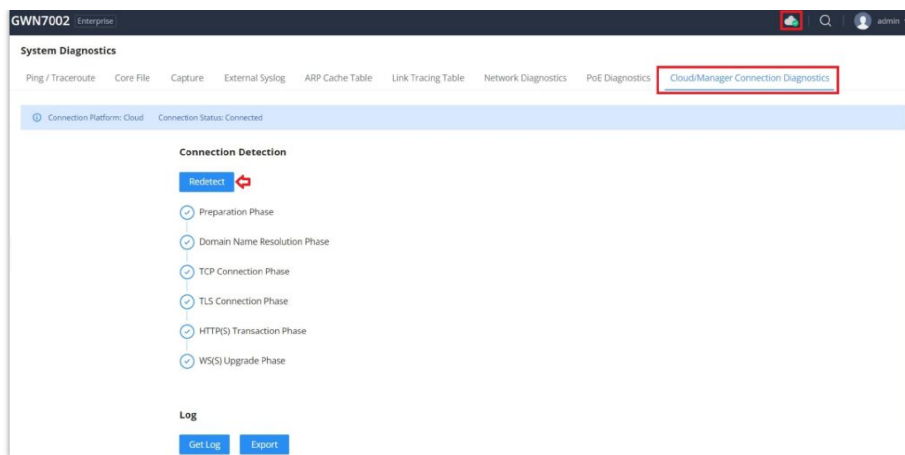 GWN7002 Enterprise
admin
System Diagnostics
Ping / Traceroute Core File Capture External Syslog ARP Cache Table Link Tracing Table Network Diagnostics PoE Diagnostics Cloud/Manager Connection Diagnostics
Connection Platform: Cloud Connection Status: Connected
Connection Detection
Redetect
Preparation Phase
Domain Name Resolution Phase
TCP Connection Phase
TLS Connection Phase
HTTP(S) Transaction Phase
WS(S) Upgrade Phase
Log
Get Log Export